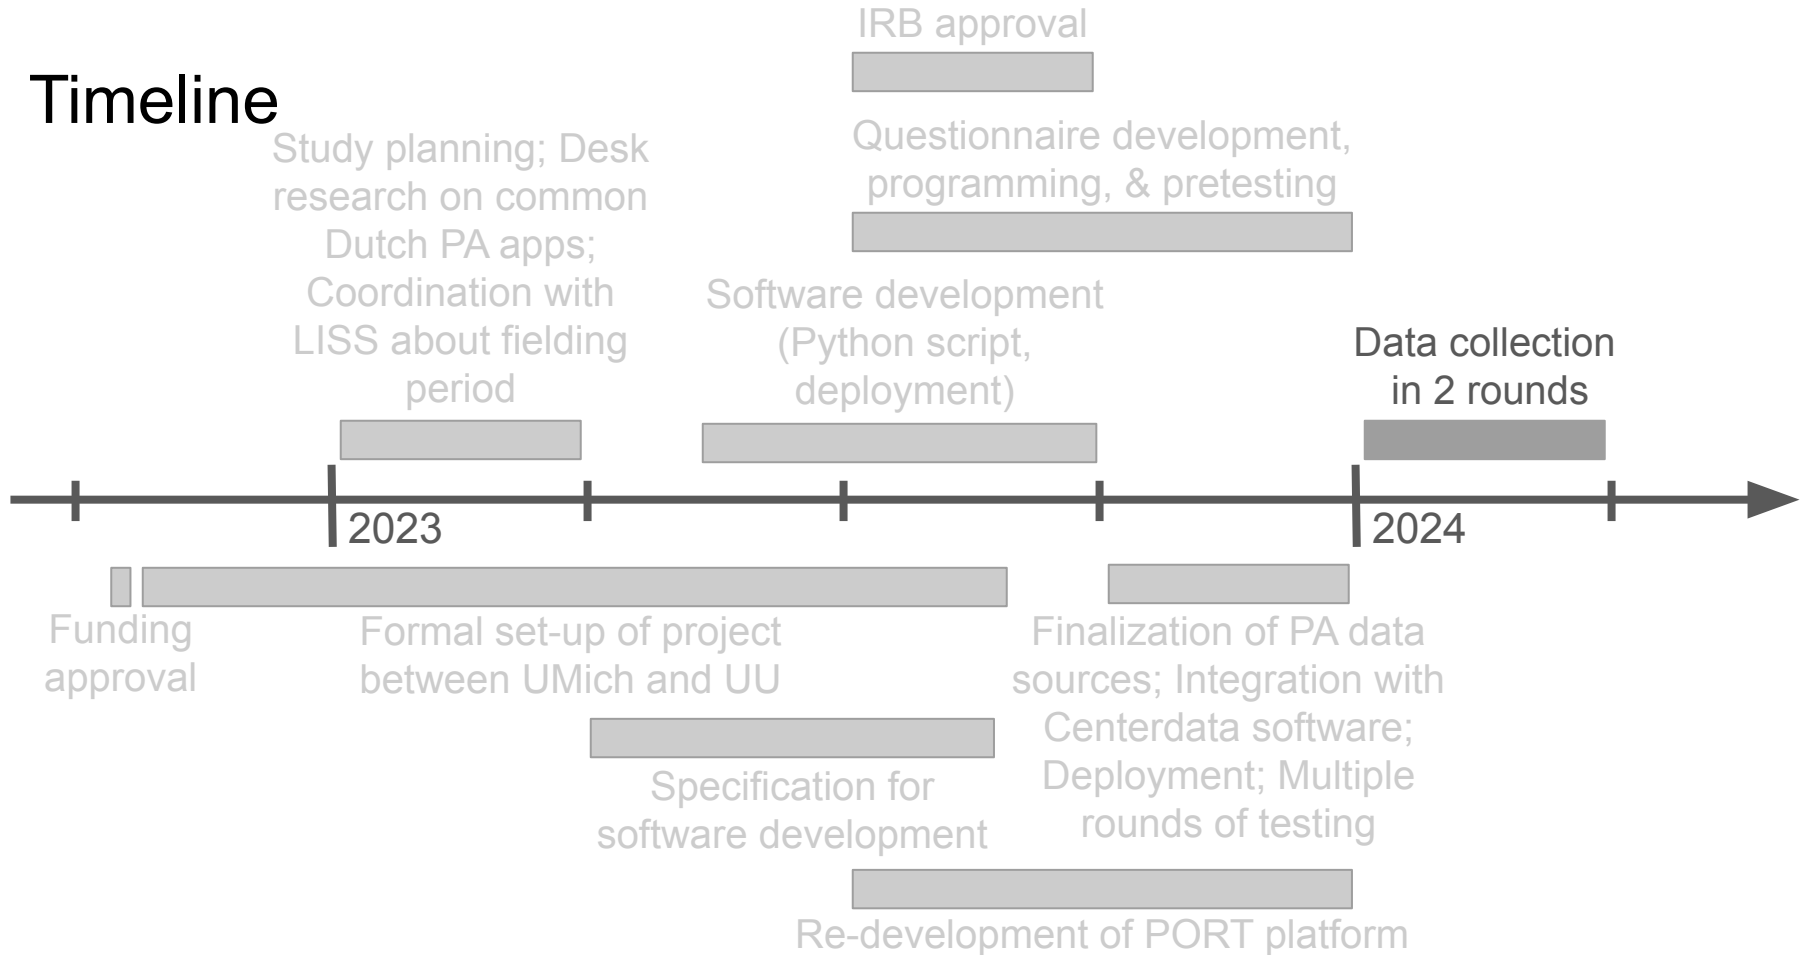 IRB approval
Timeline
Questionnaire development,
programming, & pretesting
Study planning; Desk
research on common
Dutch PA apps;
Coordination with
LISS about fielding
period
Software development
(Python script,
deployment)
Data collection
in 2 rounds
2023
2024
Funding
approval
Formal set-up of project
between UMich and UU
Finalization of PA data
sources; Integration with
Centerdata software;
Deployment; Multiple
rounds of testing
Specification for
software development
Re-development of PORT platform